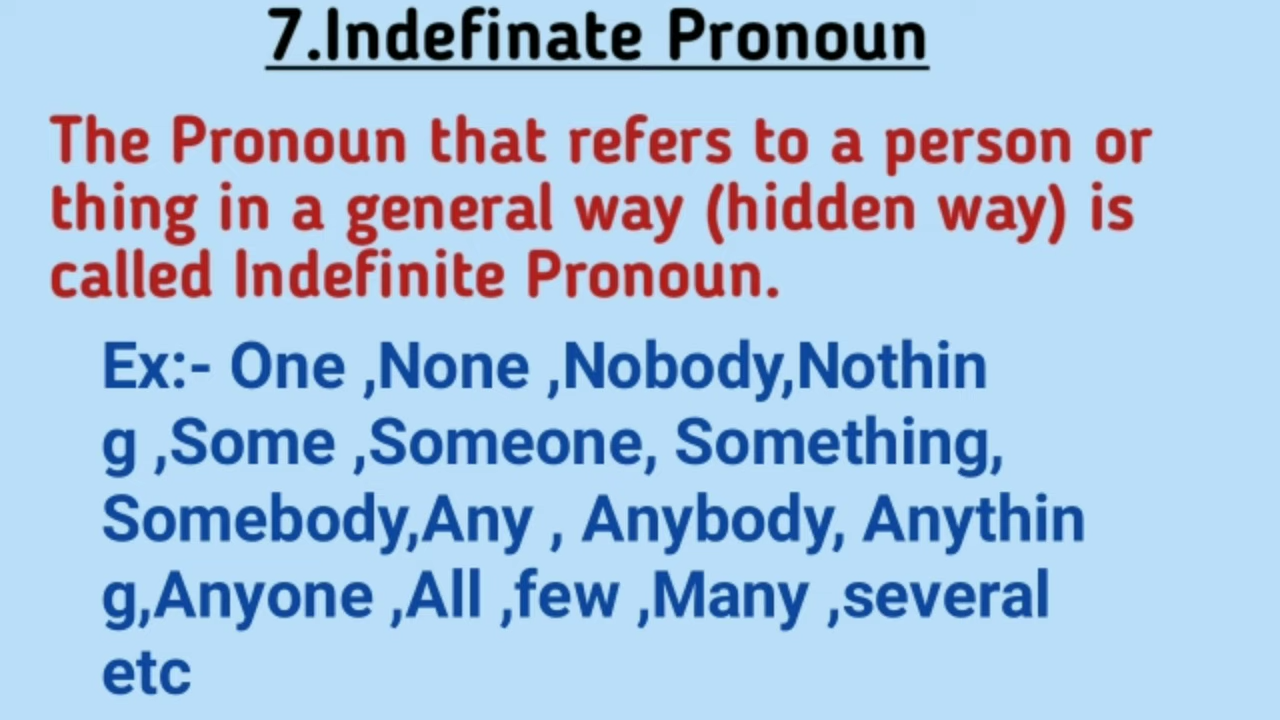 7.Indefinate Pronoun
The Pronoun that refers to a person or
thing in a general way (hidden way) is
called Indefinite Pronoun.
Ex:- One ,None ,Nobody,Nothin
g ,Some ,Someone, Something,
Somebody,Any , Anybody, Anythin
g,Anyone ,All ,few ,Many ,several
etc